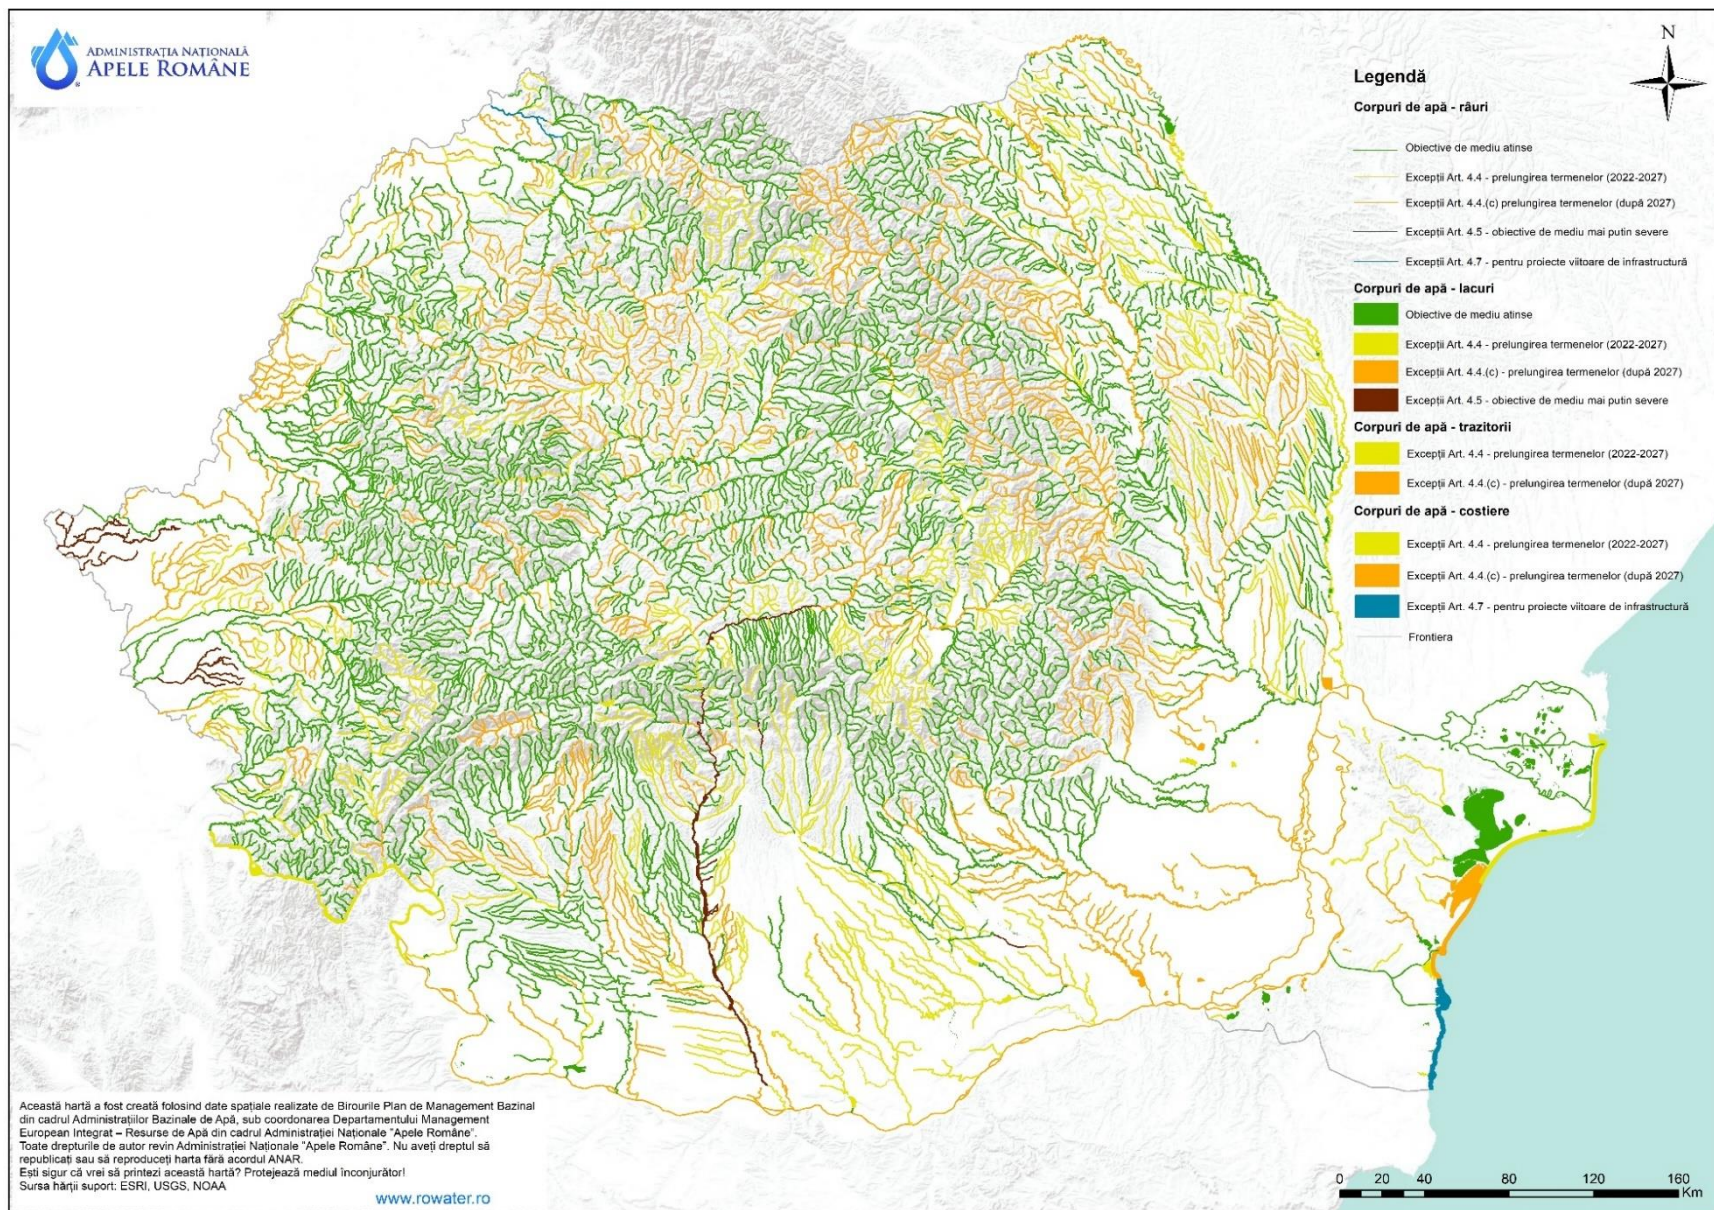 ADMINISTRAȚIA NAȚIONALĂ
APELE ROMÂNE
N
Legendă
Corpuri de apă - râuri
Obiective de mediu atinse
Excepții Art. 4.4 - prelungirea termenelor (2022-2027)
Excepții Art. 4.4.(c) prelungirea termenelor (după 2027)
Excepții Art. 4.5 - obiective de mediu mai putin severe
Excepții Art. 4.7 - pentru proiecte viitoare de infrastructură
Corpuri de apă - lacuri
Obiective de mediu atinse
Excepții Art. 4.4 - prelungirea termenelor (2022-2027)
Excepții Art. 4.4.(c) - prelungirea termenelor (după 2027)
Excepții Art. 4.5 - obiective de mediu mai putin severe
Corpuri de apă - trazitorii
Excepții Art. 4.4 - prelungirea termenelor (2022-2027)
Excepții Art. 4.4.(c) - prelungirea termenelor (după 2027)
Corpuri de apă - costiere
Excepții Art. 4.4 - prelungirea termenelor (2022-2027)
Excepții Art. 4.4.(c) - prelungirea termenelor (după 2027)
Excepții Art. 4.7 - pentru proiecte viitoare de infrastructură
Frontiera
Această hartă a fost creată folosind date spațiale realizate de Birourile Plan de Management Bazinal
din cadrul Administrațiilor Bazinale de Apă, sub coordonarea Departamentului Management
European Integrat – Resurse de Apă din cadrul Administrației Naționale "Apele Române".
Toate drepturile de autor revin Administrației Naționale "Apele Române". Nu aveți dreptul să
republicați sau să reproduceți harta fără acordul ANAR.
Ești sigur că vrei să printezi această hartă? Protejează mediul înconjurător!
Sursa hărții suport: ESRI, USGS, NOAA
www.rowater.ro
0 20 40 80 120 160
Km